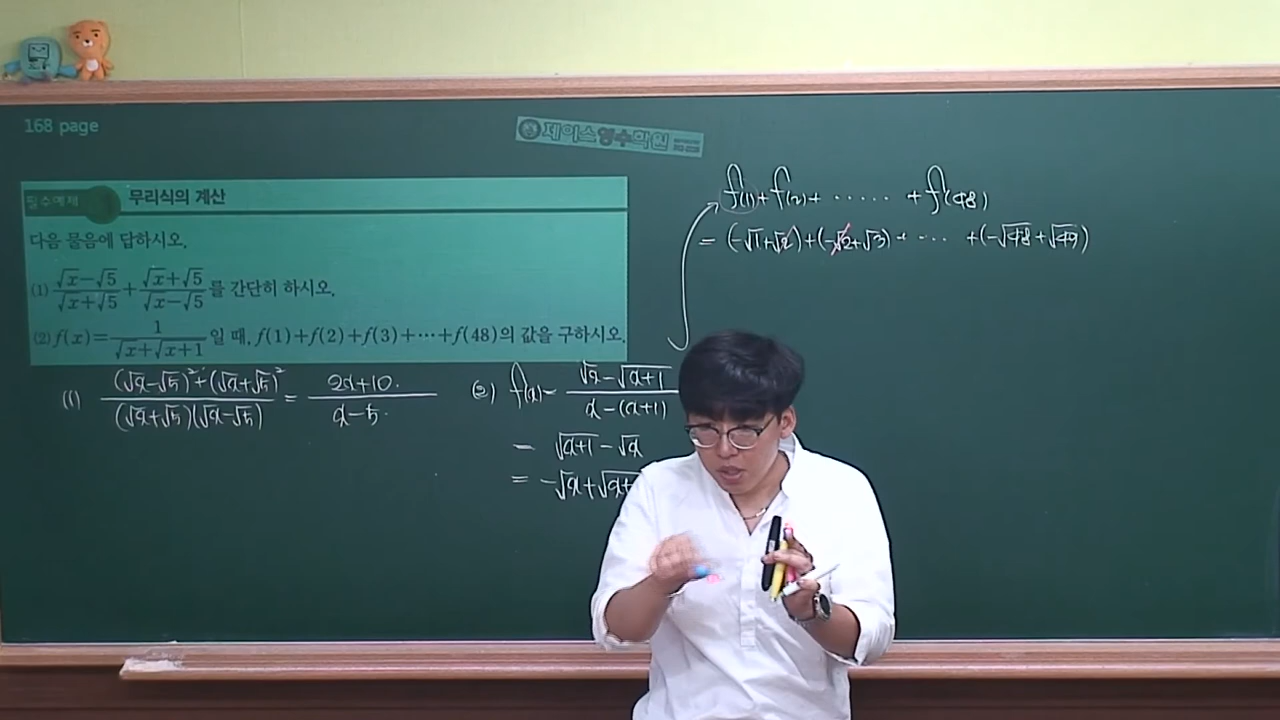 168 page
제이스영수학원
필수예제 무리식의 계산
다음 물음에 답하시오.
(1) (√x−√5)/(√x+√5) + (√x+√5)/(√x−√5) 를 간단히 하시오.
(2) f(x)=1/(√x+√(x+1)) 일 때, f(1)+f(2)+f(3)+⋯+f(48)의 값을 구하시오.
(1) ((√x−√5)²+(√x+√5)²)/((√x+√5)(√x−√5)) = (2x+10)/(x−5)
(2) f(x)= (√x−√(x+1))/(x−(x+1))
= √(x+1) − √x
= −√x+√(x+
f(1)+f(2)+ ⋯⋯ +f(48)
= (−√1+√2)+(−√2+√3)+ ⋯ +(−√48+√49)